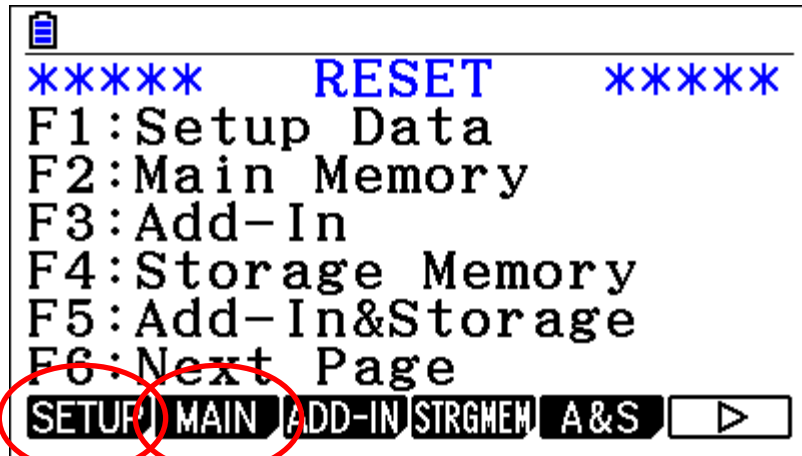 ***** RESET *****
F1:Setup Data
F2:Main Memory
F3:Add-In
F4:Storage Memory
F5:Add-In&Storage
F6:Next Page
SETUP MAIN ADD-IN STRGMEM A&S ▷